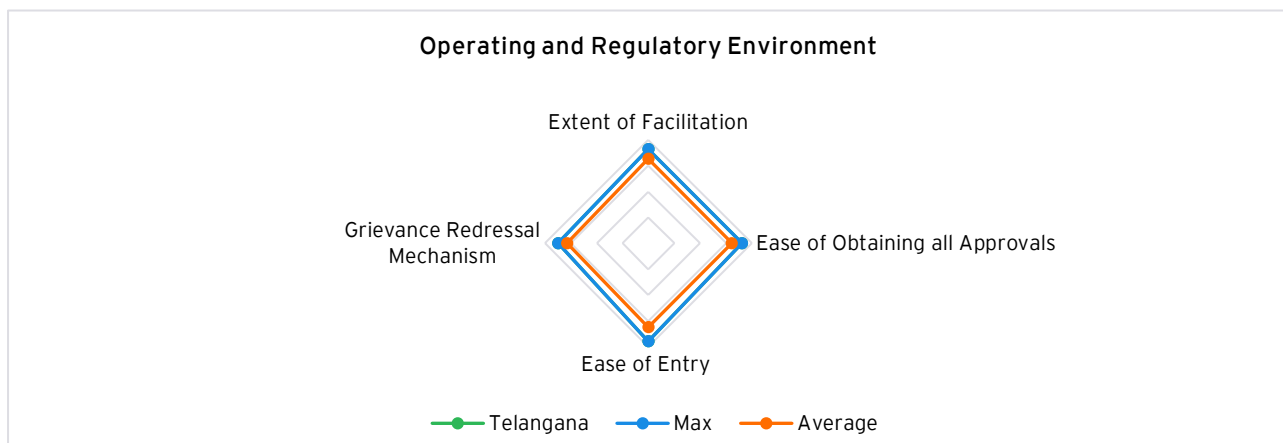 Operating and Regulatory Environment
Extent of Facilitation
Grievance Redressal
Mechanism
Ease of Obtaining all Approvals
Ease of Entry
Telangana Max Average